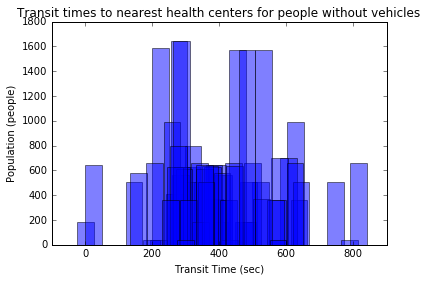 Transit times to nearest health centers for people without vehicles
1800
1600
1400
1200
1000
800
600
400
200
0
Population (people)
0 200 400 600 800
Transit Time (sec)